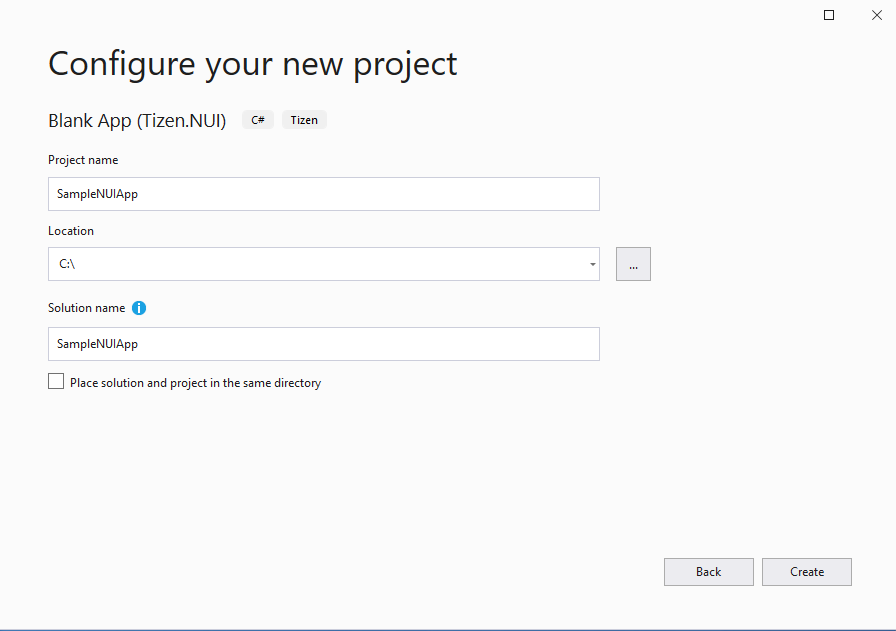 Configure your new project
Blank App (Tizen.NUI) C# Tizen
Project name
SampleNUIApp
Location
C:\
...
Solution name i
SampleNUIApp
Place solution and project in the same directory
Back Create